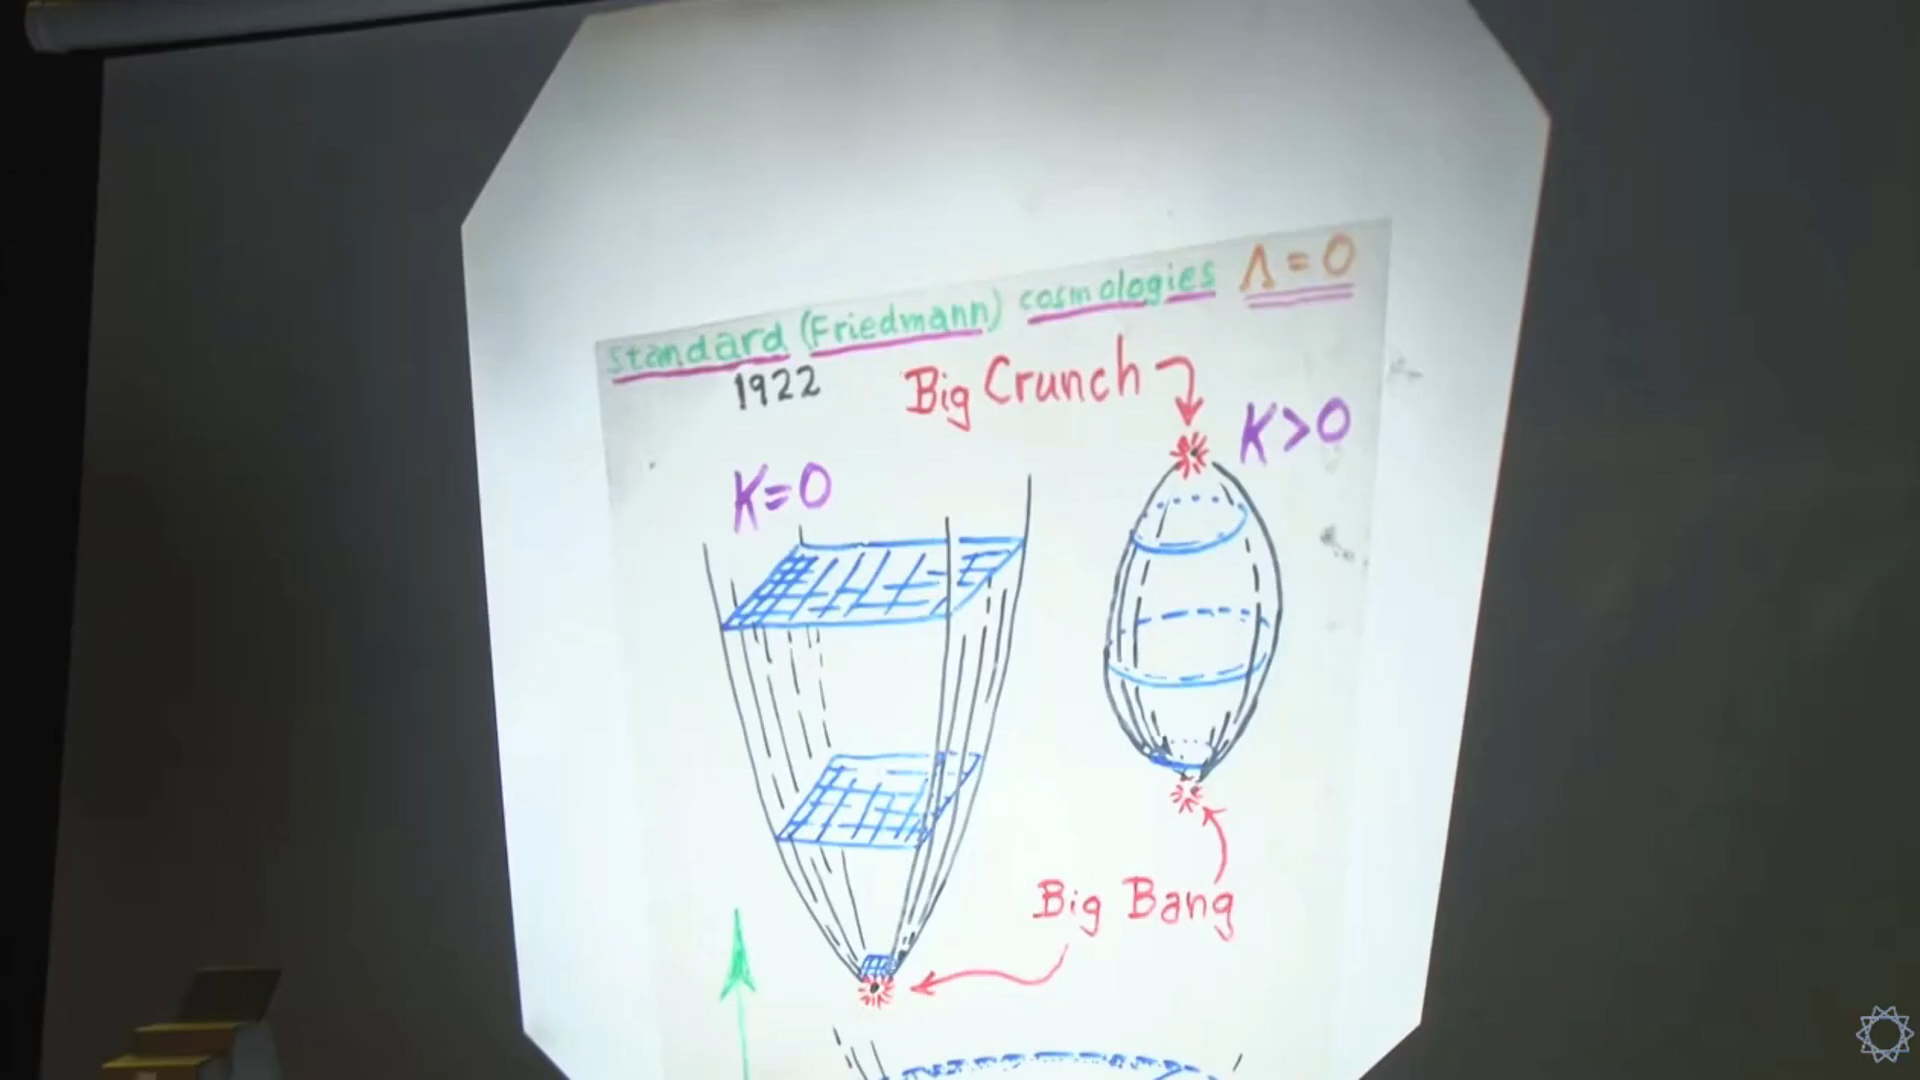 Standard (Friedmann) cosmologies Λ = 0
1922
Big Crunch
K>0
K=0
Big Bang